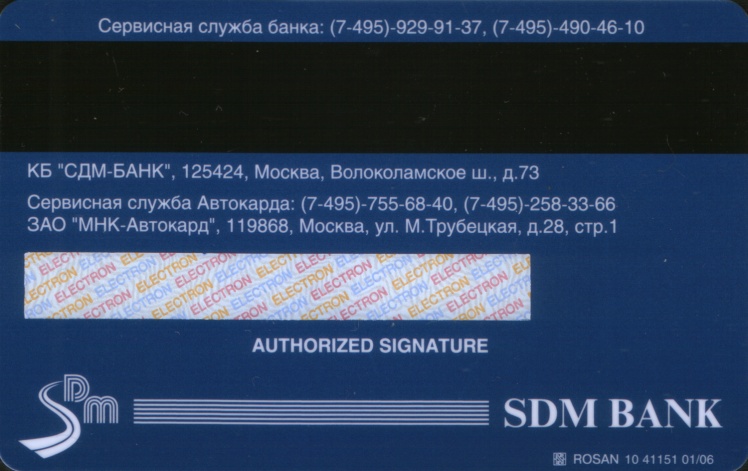 Сервисная служба банка: (7-495)-929-91-37, (7-495)-490-46-10
КБ "СДМ-БАНК", 125424, Москва, Волоколамское ш., д.73
Сервисная служба Автокарда: (7-495)-755-68-40, (7-495)-258-33-66
ЗАО "МНК-Автокард", 119868, Москва, ул. М.Трубецкая, д.28, стр.1
ELECTRON ELECTRON ELECTRON ELECTRON ELECTRON
AUTHORIZED SIGNATURE
SDM
SDM BANK
ROSAN 10 41151 01/06